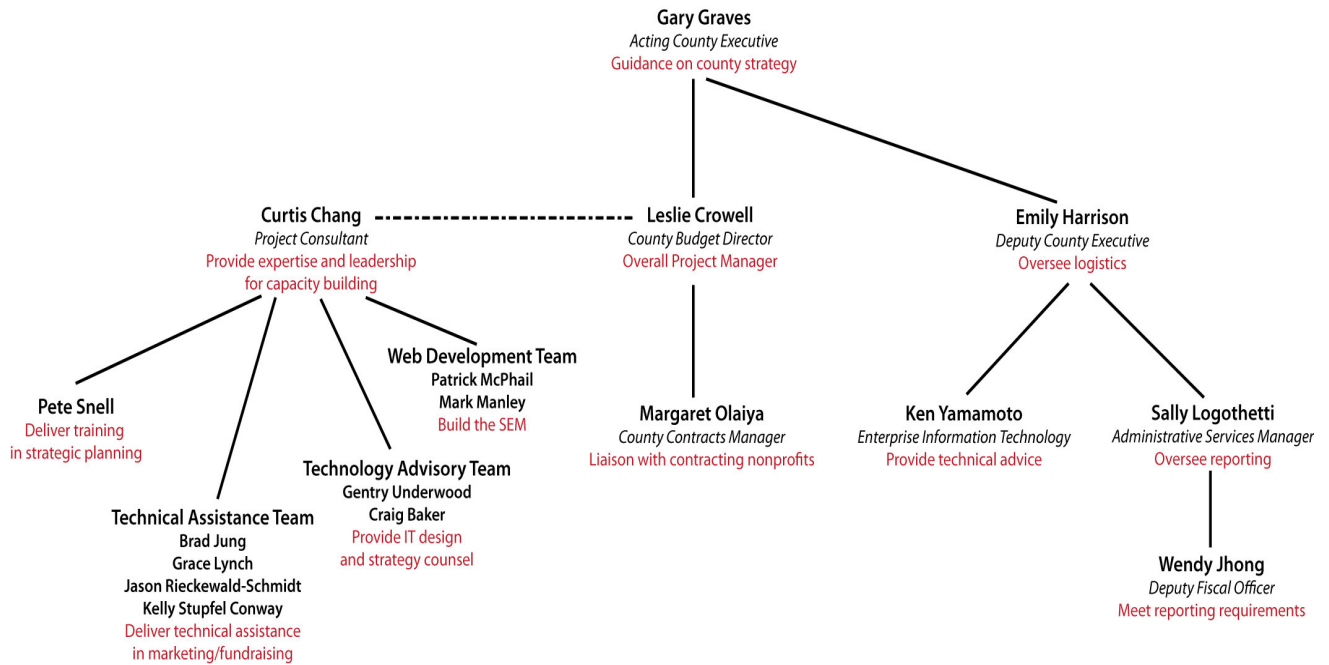 Gary Graves
Acting County Executive
Guidance on county strategy
Curtis Chang
Project Consultant
Provide expertise and leadership
for capacity building
Leslie Crowell
County Budget Director
Overall Project Manager
Emily Harrison
Deputy County Executive
Oversee logistics
Pete Snell
Deliver training
in strategic planning
Technical Assistance Team
Brad Jung
Grace Lynch
Jason Rieckewald-Schmidt
Kelly Stupfel Conway
Deliver technical assistance
in marketing/fundraising
Technology Advisory Team
Gentry Underwood
Craig Baker
Provide IT design
and strategy counsel
Web Development Team
Patrick McPhail
Mark Manley
Build the SEM
Margaret Olaiya
County Contracts Manager
Liaison with contracting nonprofits
Ken Yamamoto
Enterprise Information Technology
Provide technical advice
Sally Logothetti
Administrative Services Manager
Oversee reporting
Wendy Jhong
Deputy Fiscal Officer
Meet reporting requirements